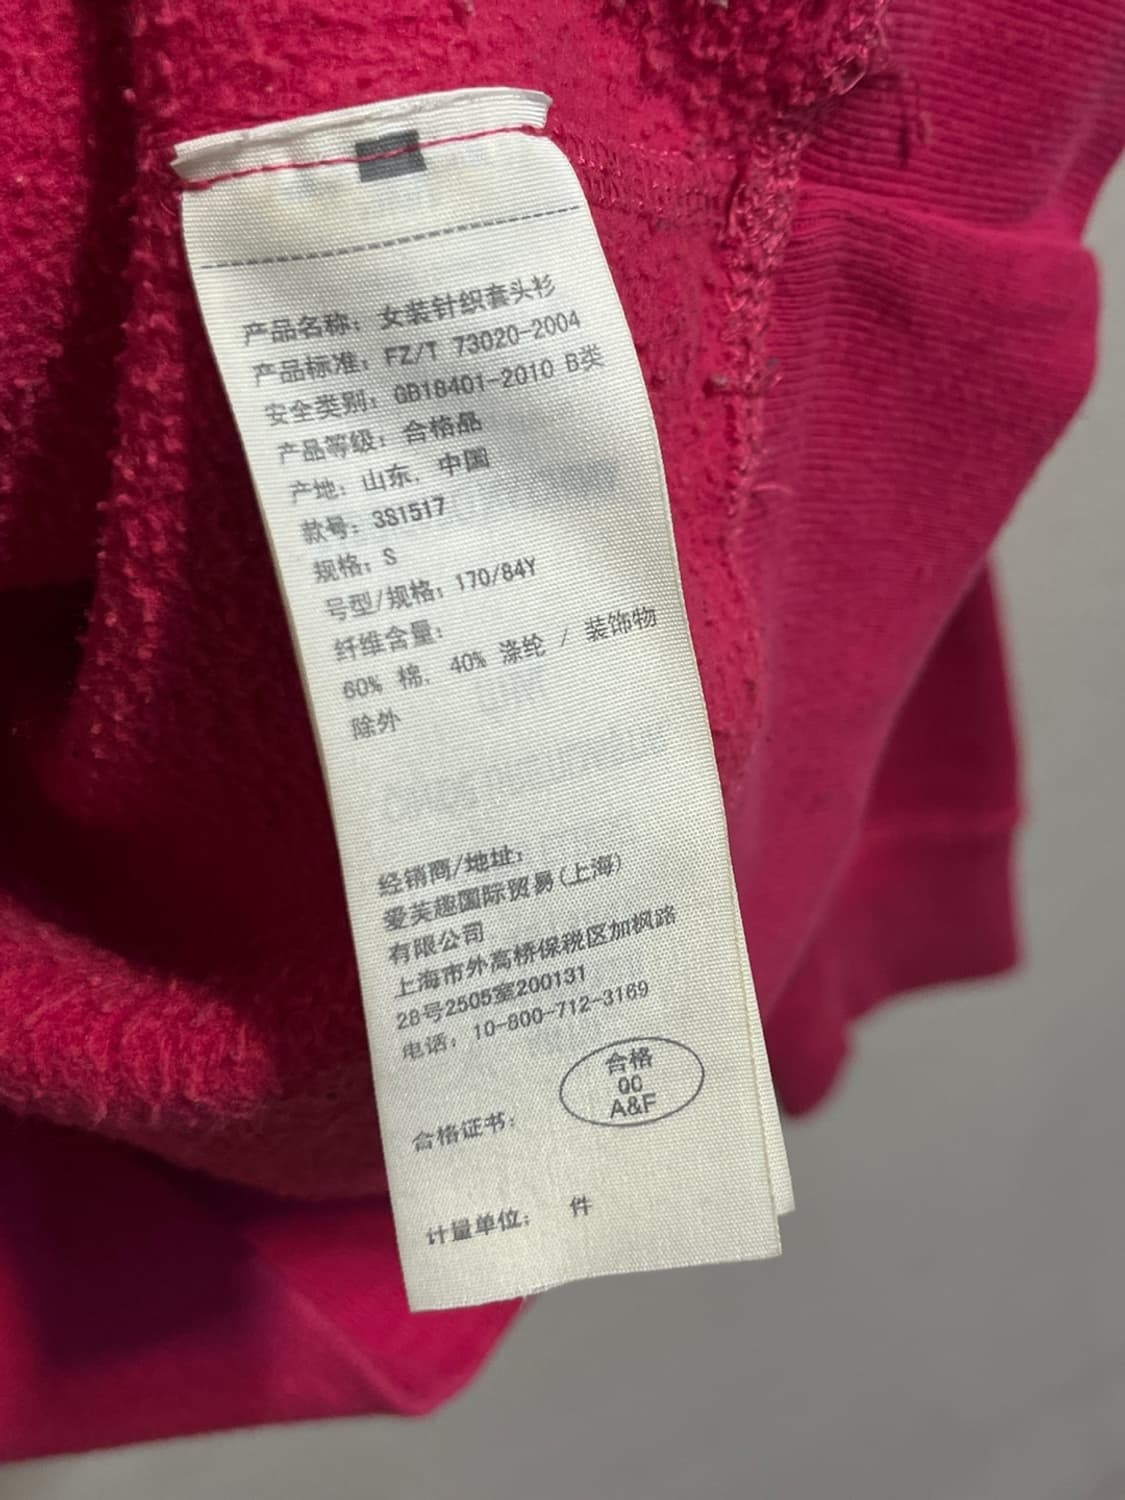 产品名称: 女装针织套头衫
产品标准: FZ/T 73020-2004
安全类别: GB18401-2010 B类
产品等级: 合格品
产地: 山东, 中国
款号: 3S1517
规格: S
号型/规格: 170/84Y
纤维含量:
60% 棉, 40% 涤纶 / 装饰物
除外
经销商/地址:
爱芙趣国际贸易(上海)
有限公司
上海市外高桥保税区加枫路
28号2505室200131
电话: 10-800-712-3169
合格
QC
A&F
合格证书:
计量单位: 件